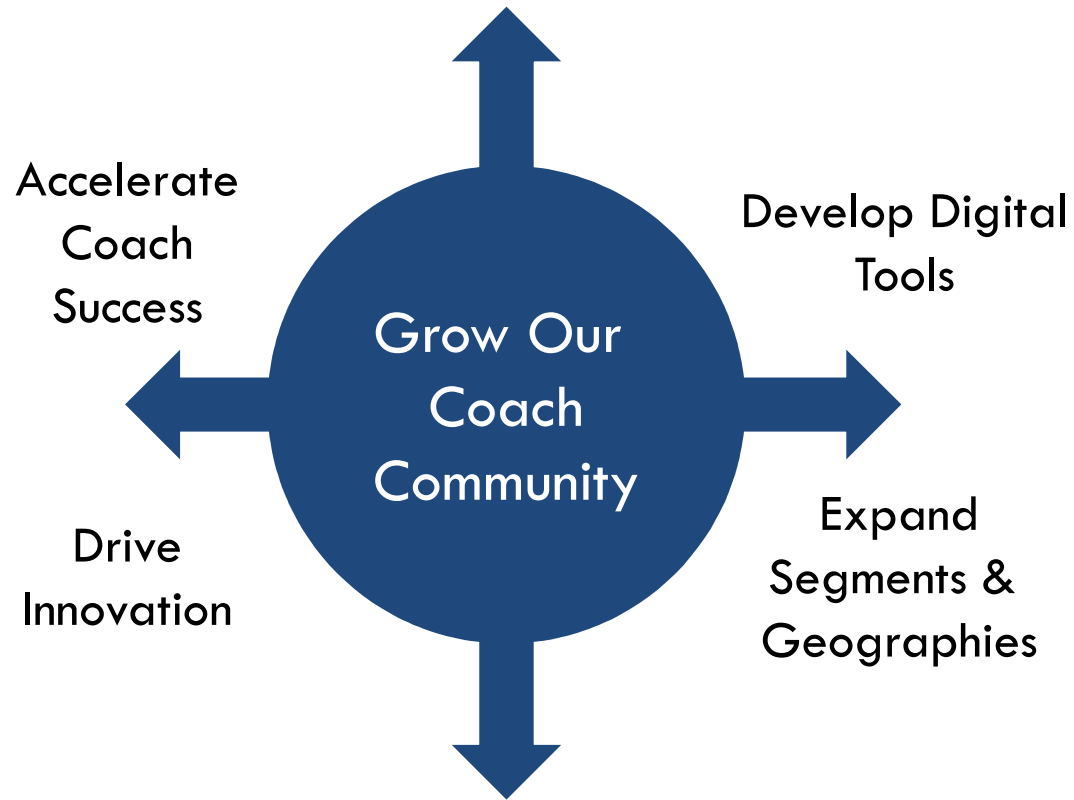 Accelerate
Coach
Success
Develop Digital
Tools
Grow Our
Coach
Community
Drive
Innovation
Expand
Segments &
Geographies